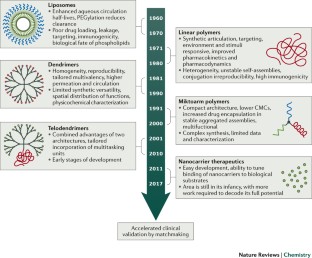 Liposomes
• Enhanced aqueous circulation
half-lives, PEGylation reduces
clearance
• Poor drug loading, leakage,
targeting, immunogenicity,
biological fate of phospholipids
Dendrimers
• Homogeneity, reproducibility,
tailored multivalency, higher
permeation and circulation
• Limited synthetic versatility,
spatial distribution of functions,
physicochemical characterization
Telodendrimers
• Combined advantages of two
architectures, tailored
incorporation of multitasking
units
• Early stages of development
1960
1970
1971
1980
1981
1990
1991
2000
2001
2010
2011
2017
Linear polymers
• Synthetic articulation, targeting,
environment and stimuli
responsive, improved
pharmacokinetics and
pharmacodynamics
• Heterogeneity, unstable self-assemblies,
conjugation irreproducibility, high immunogenicity
Miktoarm polymers
• Compact architecture, lower CMCs,
increased drug encapsulation in
stable aggregated assemblies,
multifunctional
• Complex synthesis, limited data
and characterization
Nanocarrier therapeutics
• Easy development, ability to tune
binding of nanocarriers to biological
substrates
• Area is still in its infancy, with more
work required to decode its full potential
Accelerated clinical
validation by matchmaking
Nature Reviews | Chemistry